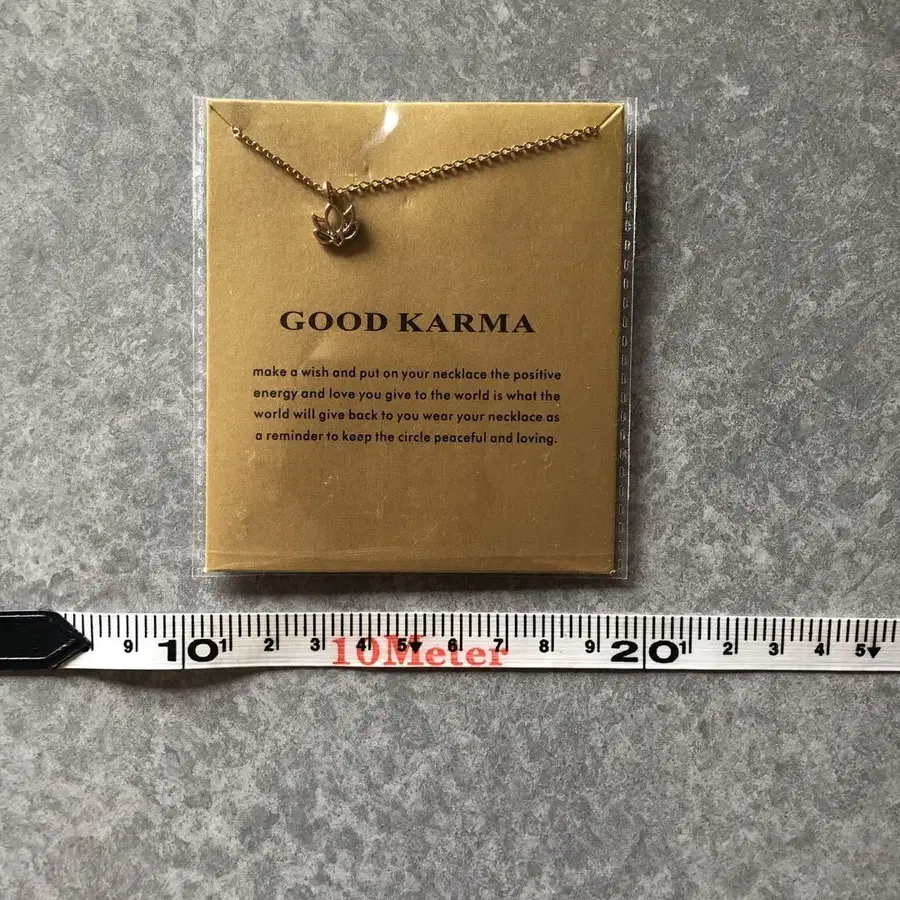 GOOD KARMA
make a wish and put on your necklace the positive
energy and love you give to the world is what the
world will give back to you wear your necklace as
a reminder to keep the circle peaceful and loving.
9 10 1 2 3 4 5 6 7 8 9 20 1 2 3 4 5
10Meter